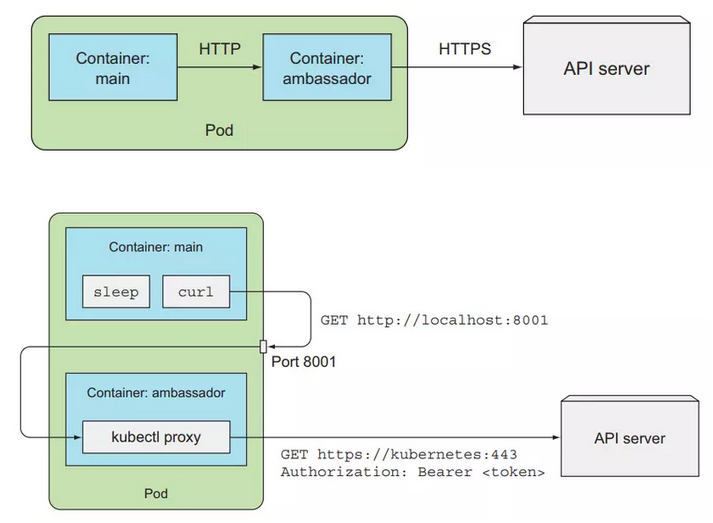 Container:
main
HTTP
Container:
ambassador
HTTPS
API server
Pod
Container: main
sleep
curl
GET http://localhost:8001
Port 8001
Container: ambassador
kubectl proxy
API server
GET https://kubernetes:443
Authorization: Bearer <token>
Pod